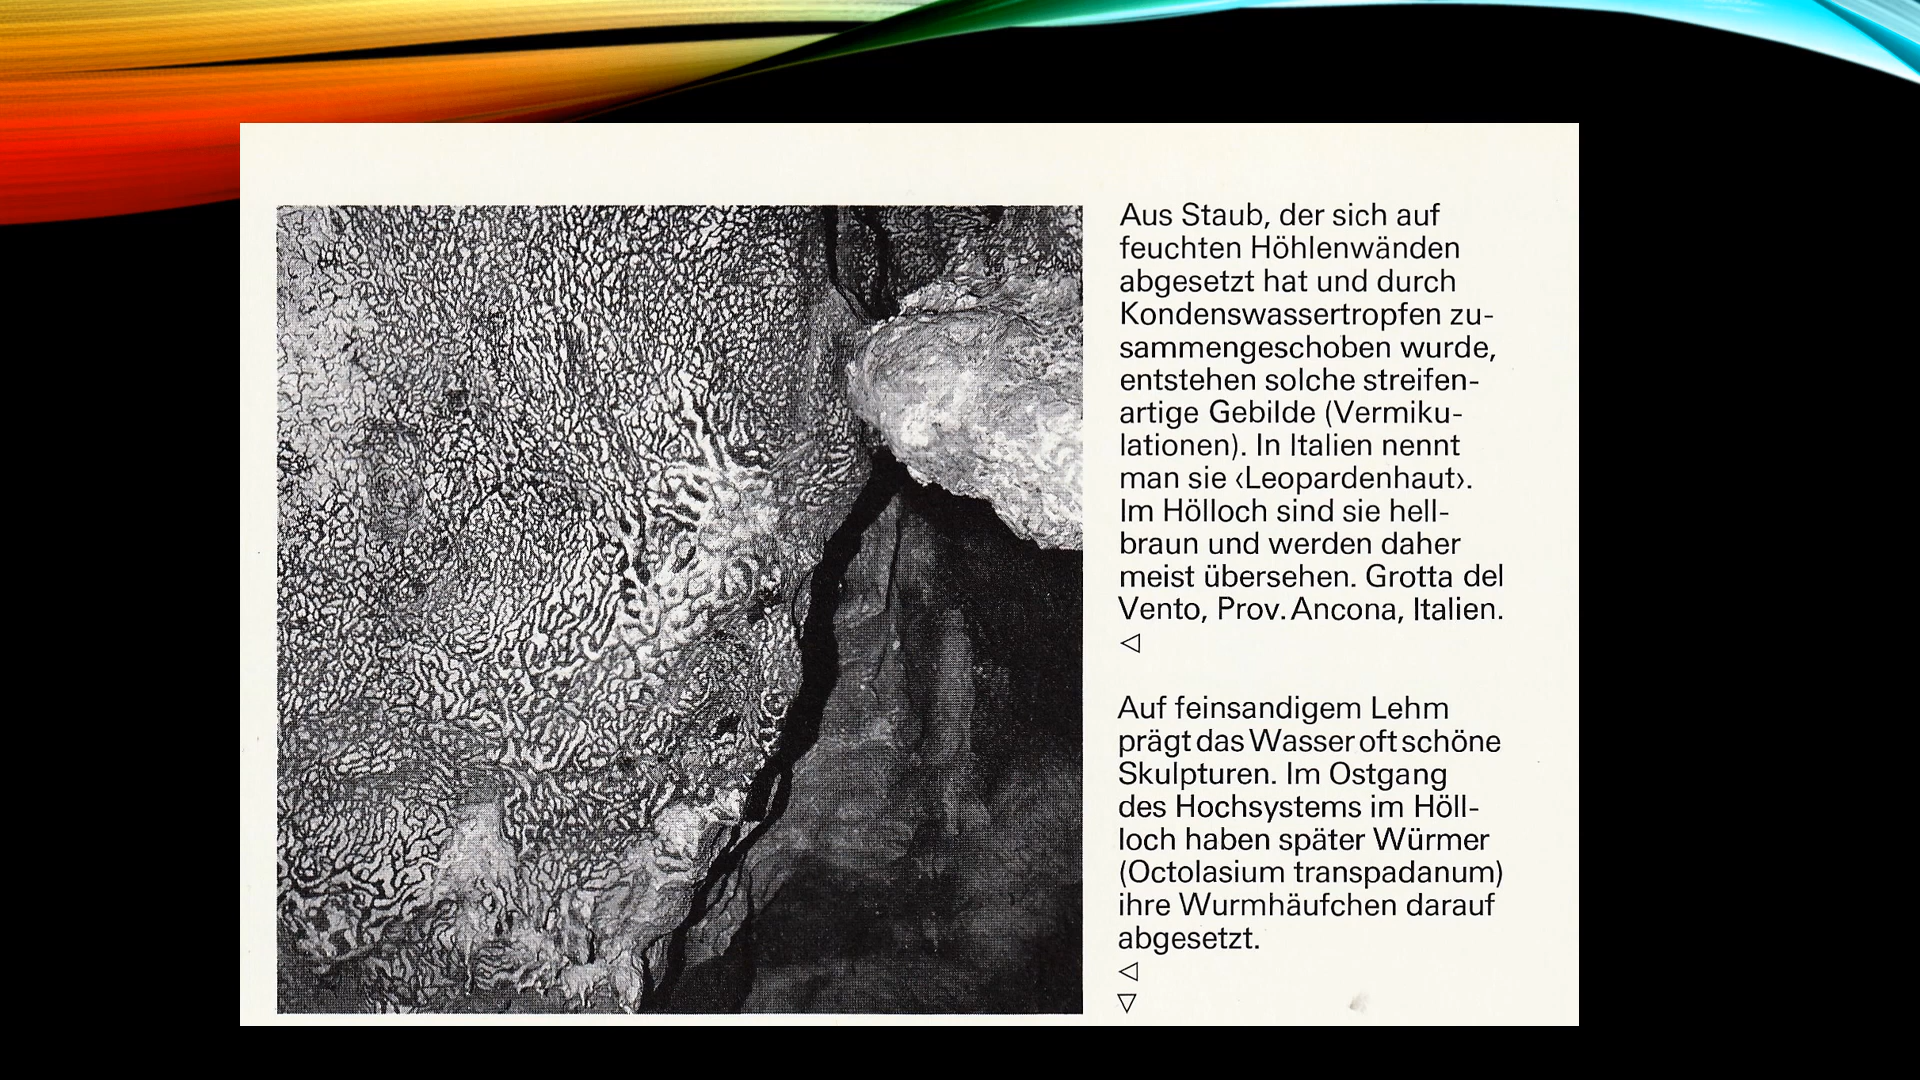 Aus Staub, der sich auf
feuchten Höhlenwänden
abgesetzt hat und durch
Kondenswassertropfen zu-
sammengeschoben wurde,
entstehen solche streifen-
artige Gebilde (Vermiku-
lationen). In Italien nennt
man sie ‹Leopardenhaut›.
Im Hölloch sind sie hell-
braun und werden daher
meist übersehen. Grotta del
Vento, Prov. Ancona, Italien.
◁
Auf feinsandigem Lehm
prägt das Wasser oft schöne
Skulpturen. Im Ostgang
des Hochsystems im Höll-
loch haben später Würmer
(Octolasium transpadanum)
ihre Wurmhäufchen darauf
abgesetzt.
◁
▽